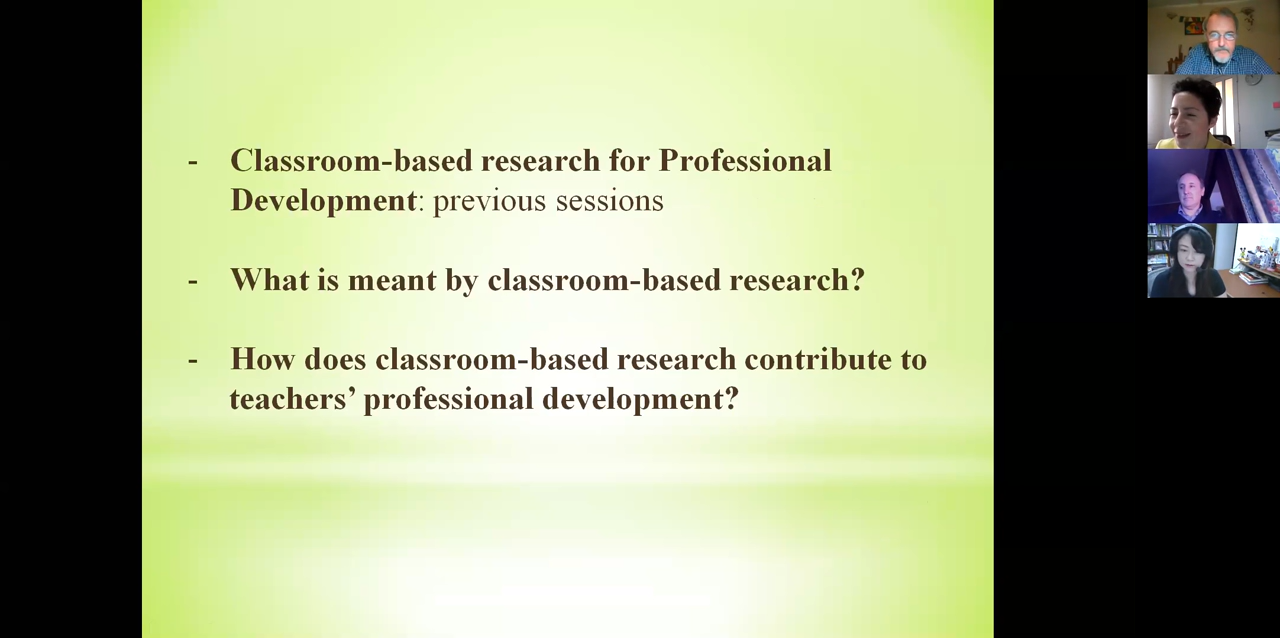 - Classroom-based research for Professional
Development: previous sessions
- What is meant by classroom-based research?
- How does classroom-based research contribute to
teachers’ professional development?